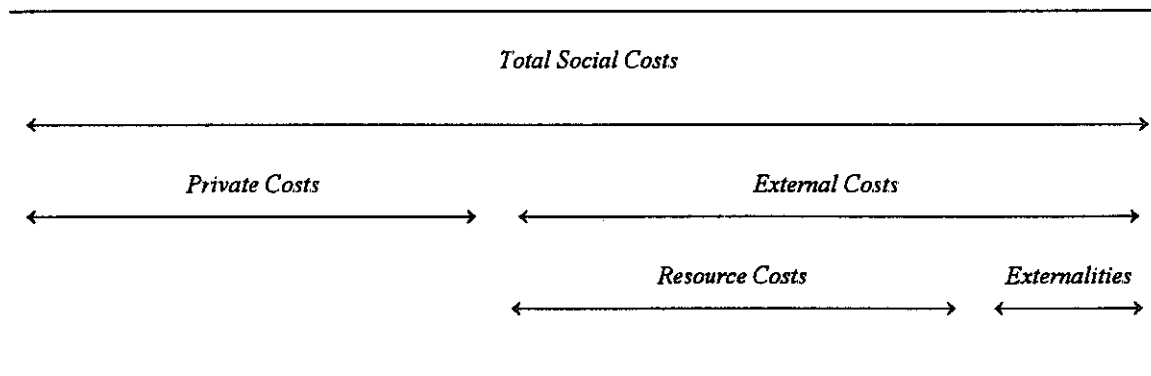 Total Social Costs
Private Costs External Costs
Resource Costs Externalities